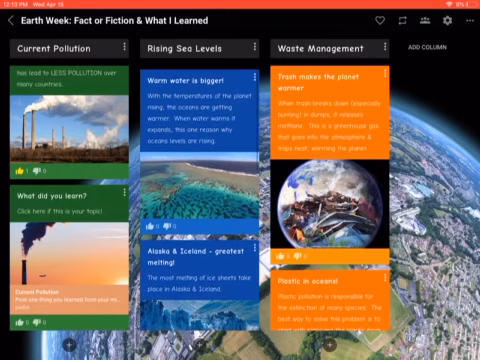 12:13 PM Wed Apr 15
8%
Earth Week: Fact or Fiction & What I Learned
Current Pollution
has lead to LESS POLLUTION over
many countries.
1 0
What did you learn?
Click here if this is your topic!
Current Pollution
Post one thing you learned from your mi...
padlet
0 0
Rising Sea Levels
Warm water is bigger!
With the temperatures of the planet
rising, the oceans are getting
warmer. When water warms it
expands, this one reason why
oceans levels are rising.
0 0
Alaska & Iceland - greatest
melting!
The most melting of ice sheets take
place in Alaska & Iceland.
Waste Management
Trash makes the planet
warmer
When trash breaks down (especially
burning) in dumps, it releases
methane. This is a greenhouse gas
that goes into the atmosphere &
traps heat, warming the planet.
0 0
Plastic in oceans!
Plastic pollution is responsible for
the extinction of many species. The
best way to solve this problem is to
ADD COLUMN